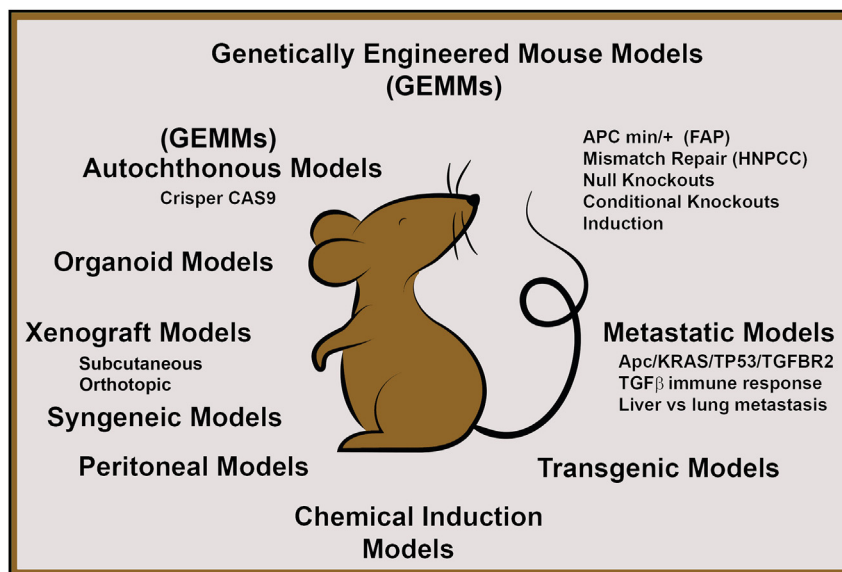 Genetically Engineered Mouse Models
(GEMMs)
(GEMMs)
Autochthonous Models
Crisper CAS9
APC min/+ (FAP)
Mismatch Repair (HNPCC)
Null Knockouts
Conditional Knockouts
Induction
Organoid Models
Xenograft Models
Subcutaneous
Orthotopic
Metastatic Models
Apc/KRAS/TP53/TGFBR2
TGFβ immune response
Liver vs lung metastasis
Syngeneic Models
Peritoneal Models
Transgenic Models
Chemical Induction
Models